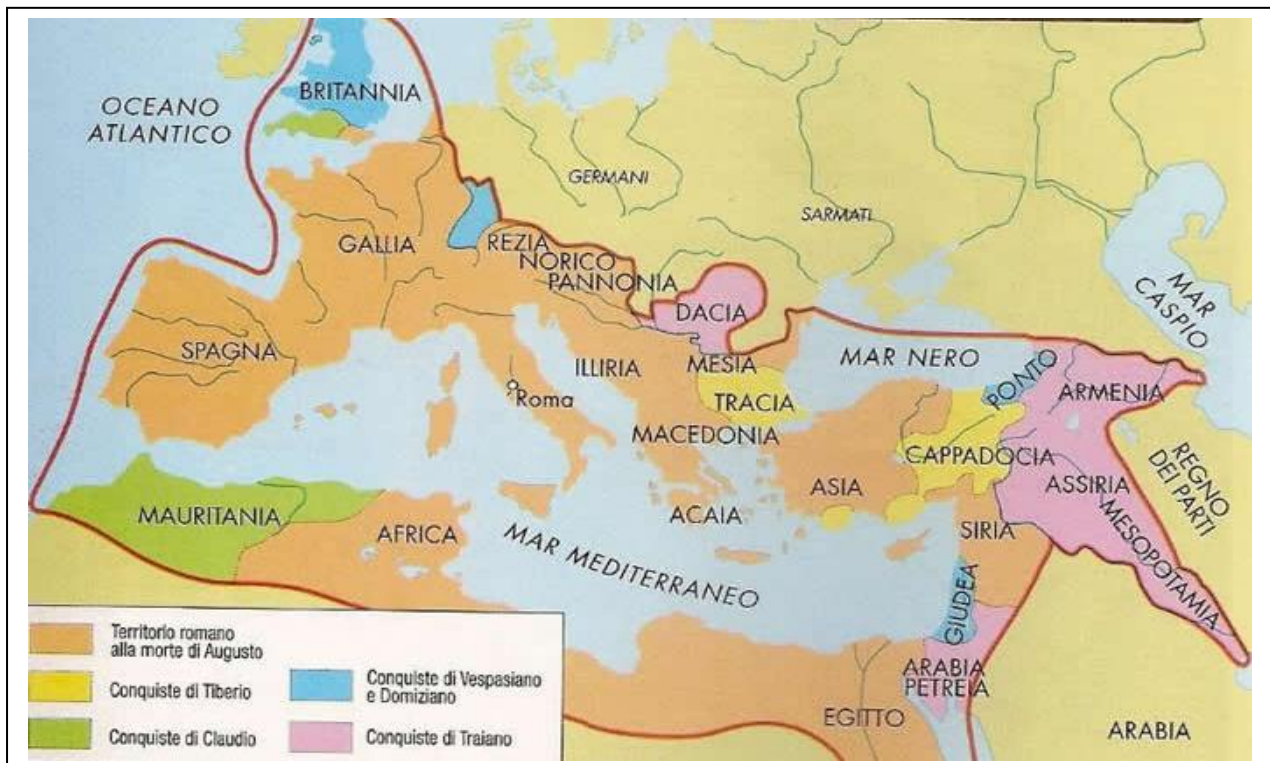 OCEANO
ATLANTICO
BRITANNIA
GERMANI
SARMATI
GALLIA
REZIA
NORICO
PANNONIA
DACIA
MAR
CASPIO
SPAGNA
ILLIRIA
MESIA
MAR NERO
PONTO
ARMENIA
Roma
TRACIA
MACEDONIA
CAPPADOCIA
REGNO
DEI PARTI
ASIA
ASSIRIA
MAURITANIA
AFRICA
ACAIA
SIRIA
MESOPOTAMIA
MAR MEDITERRANEO
GIUDEA
ARABIA
PETREIA
EGITTO
ARABIA
Territorio romano
alla morte di Augusto
Conquiste di Tiberio
Conquiste di Claudio
Conquiste di Vespasiano
e Domiziano
Conquiste di Traiano